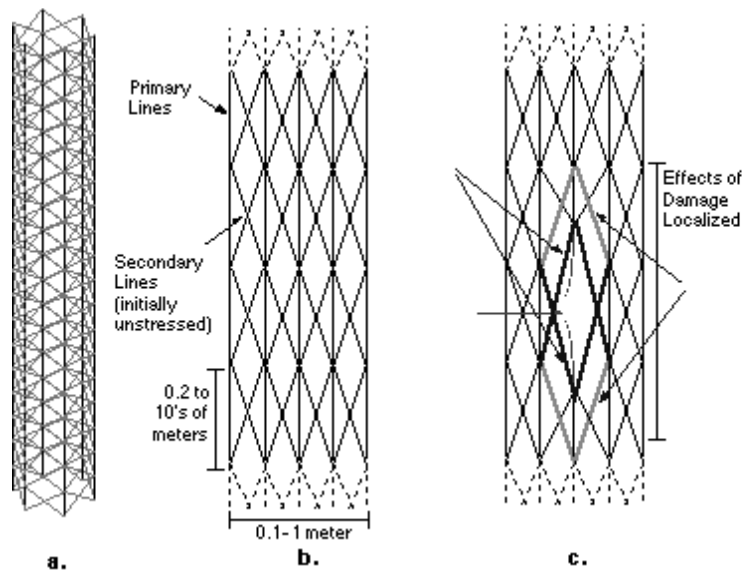 Primary
Lines
Secondary
Lines
(initially
unstressed)
0.2 to
10's of
meters
0.1-1 meter
Effects of
Damage
Localized
a.
b.
c.